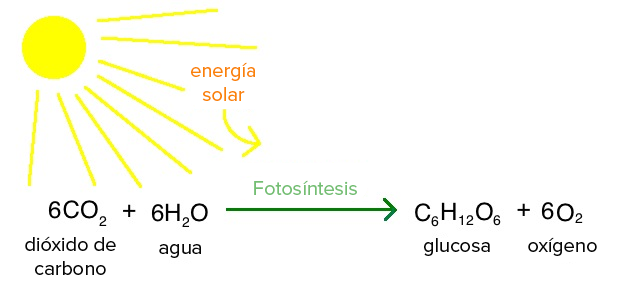 energía
solar
Fotosíntesis
6CO₂ + 6H₂O C₆H₁₂O₆ + 6O₂
dióxido de
carbono
agua
glucosa
oxígeno